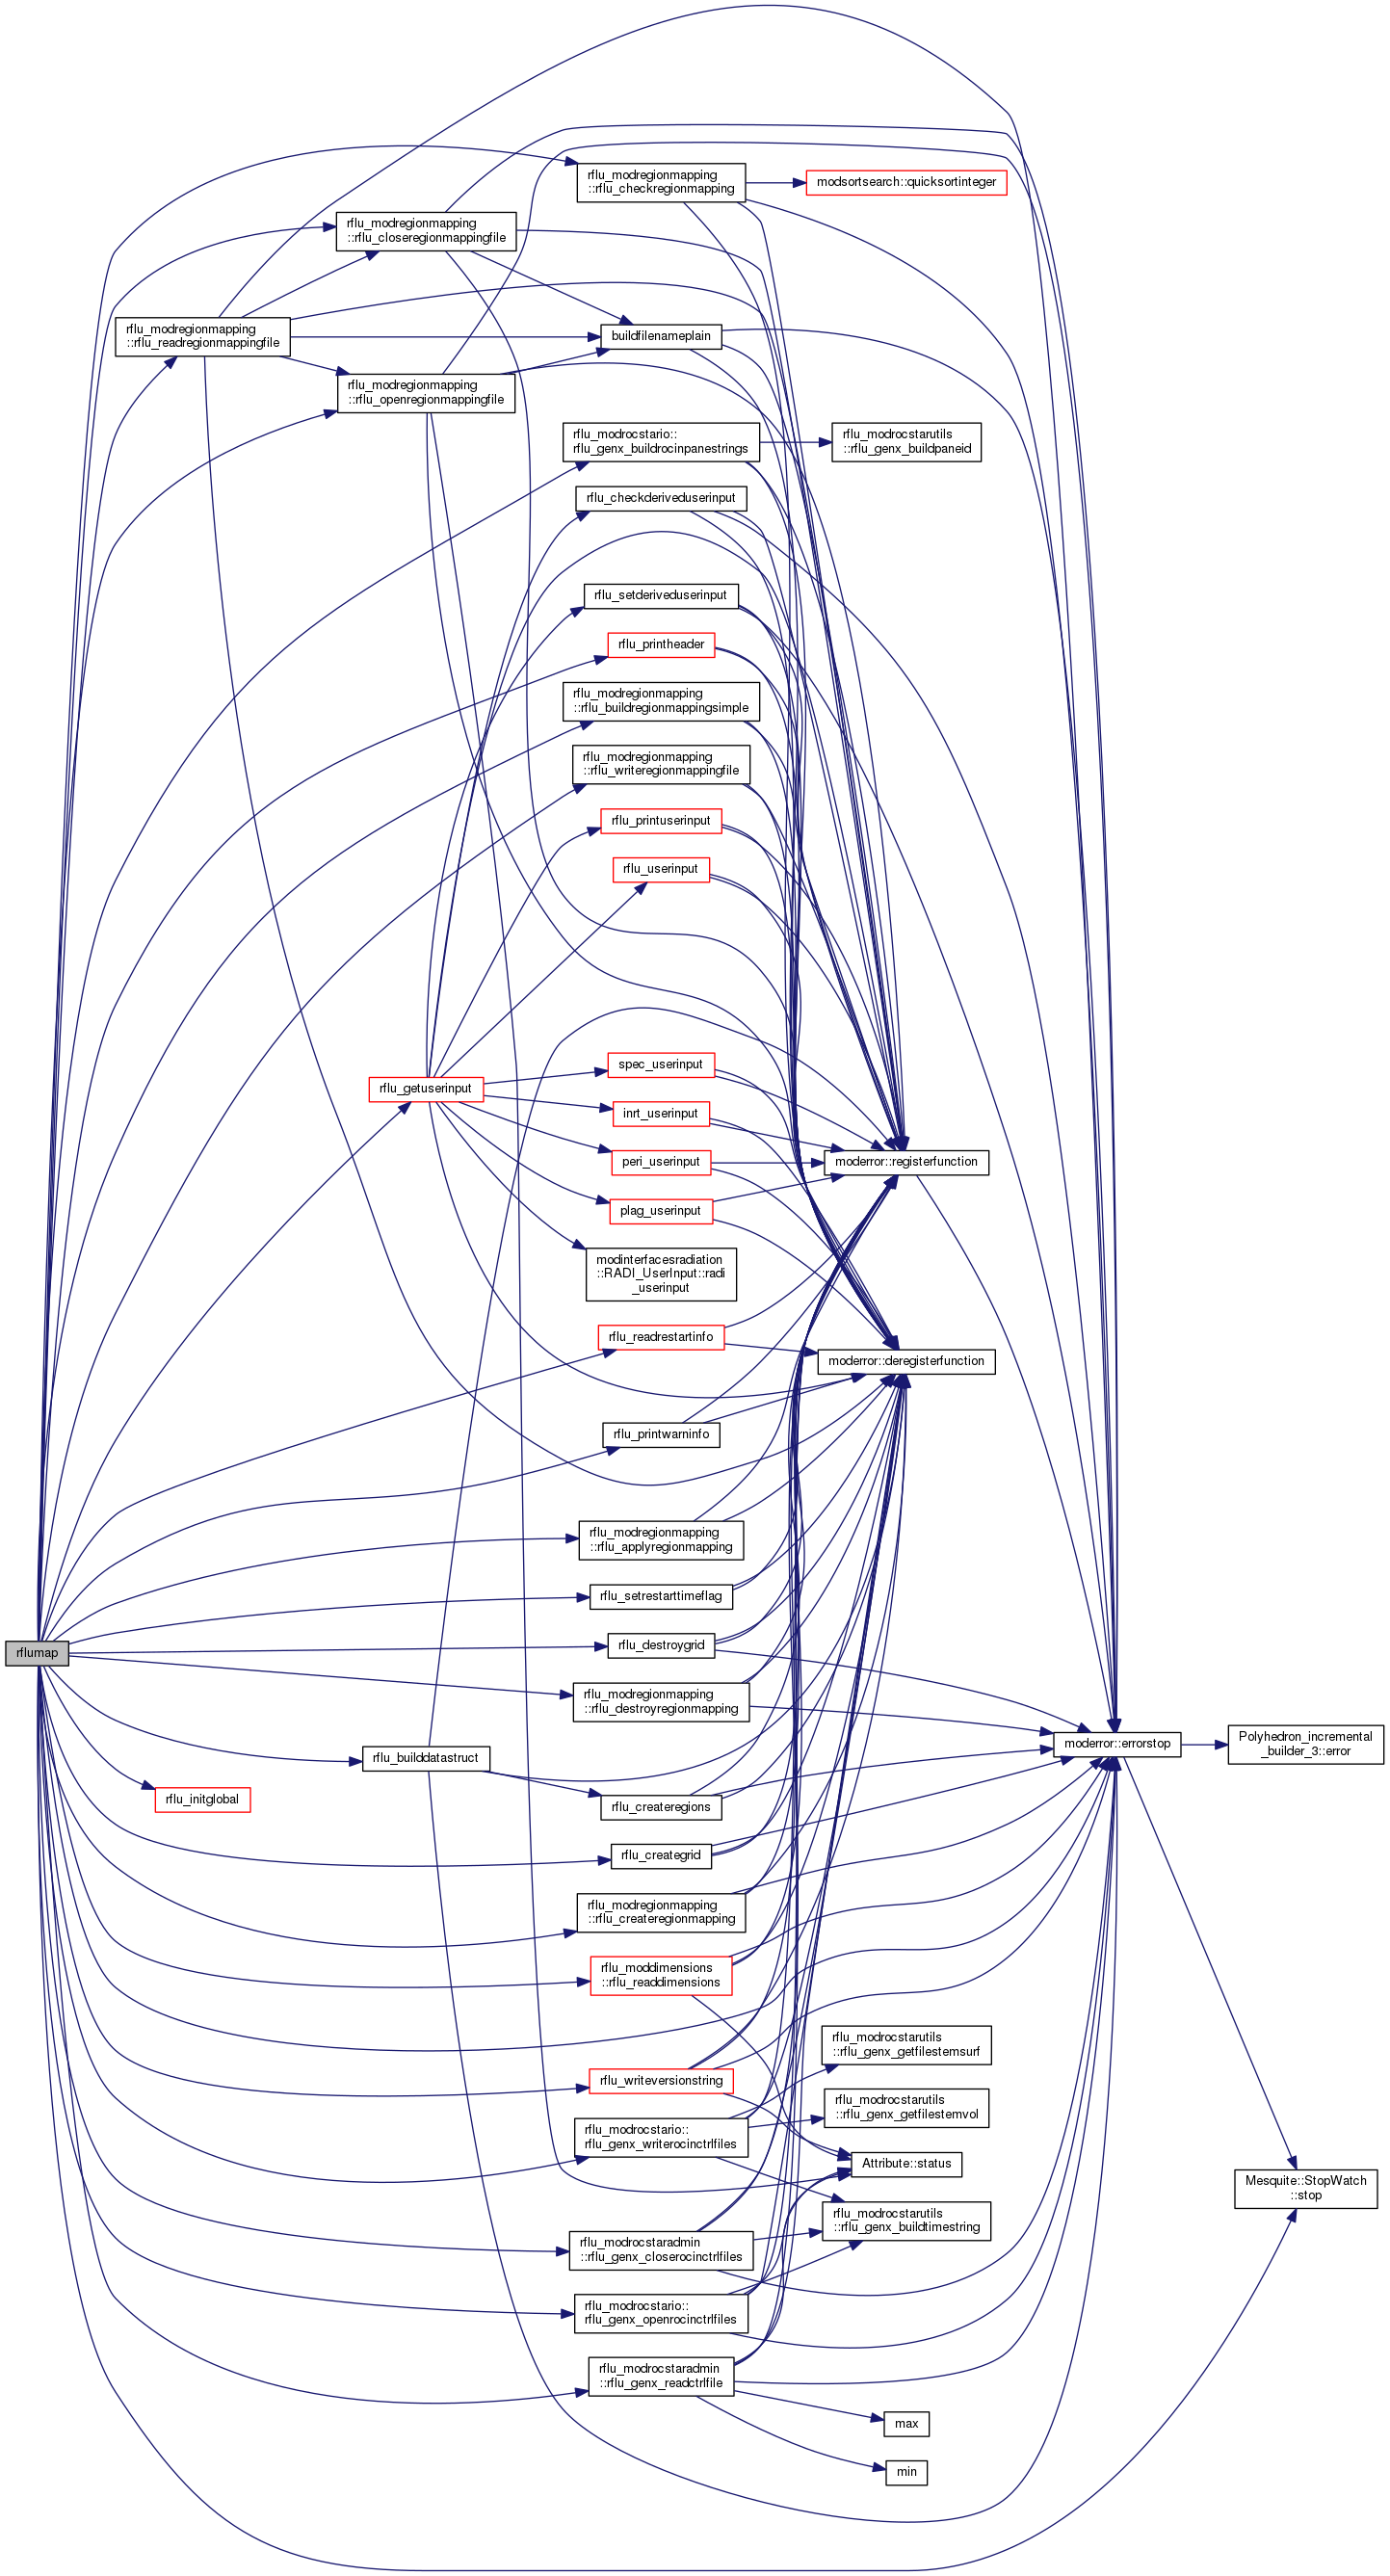 rflu_modregionmapping
::rflu_checkregionmapping
modsortsearch::quicksortinteger
rflu_modregionmapping
::rflu_closeregionmappingfile
rflu_modregionmapping
::rflu_readregionmappingfile
buildfilenameplain
rflu_modregionmapping
::rflu_openregionmappingfile
rflu_modrocstario::
rflu_genx_buildrocinpanestrings
rflu_modrocstarutils
::rflu_genx_buildpaneid
rflu_checkderiveduserinput
rflu_setderiveduserinput
rflu_printheader
rflu_modregionmapping
::rflu_buildregionmappingsimple
rflu_modregionmapping
::rflu_writeregionmappingfile
rflu_printuserinput
rflu_userinput
spec_userinput
rflu_getuserinput
inrt_userinput
peri_userinput
moderror::registerfunction
plag_userinput
modinterfacesradiation
::RADI_UserInput::radi
_userinput
rflu_readrestartinfo
moderror::deregisterfunction
rflu_printwarninfo
rflu_modregionmapping
::rflu_applyregionmapping
rflu_setrestarttimeflag
rflumap
rflu_destroygrid
rflu_modregionmapping
::rflu_destroyregionmapping
moderror::errorstop
Polyhedron_incremental
_builder_3::error
rflu_builddatastruct
rflu_initglobal
rflu_createregions
rflu_creategrid
rflu_modregionmapping
::rflu_createregionmapping
rflu_moddimensions
::rflu_readdimensions
rflu_modrocstarutils
::rflu_genx_getfilestemsurf
rflu_writeversionstring
rflu_modrocstarutils
::rflu_genx_getfilestemvol
rflu_modrocstario::
rflu_genx_writerocinctrlfiles
Attribute::status
Mesquite::StopWatch
::stop
rflu_modrocstarutils
::rflu_genx_buildtimestring
rflu_modrocstaradmin
::rflu_genx_closerocinctrlfiles
rflu_modrocstario::
rflu_genx_openrocinctrlfiles
rflu_modrocstaradmin
::rflu_genx_readctrlfile
max
min